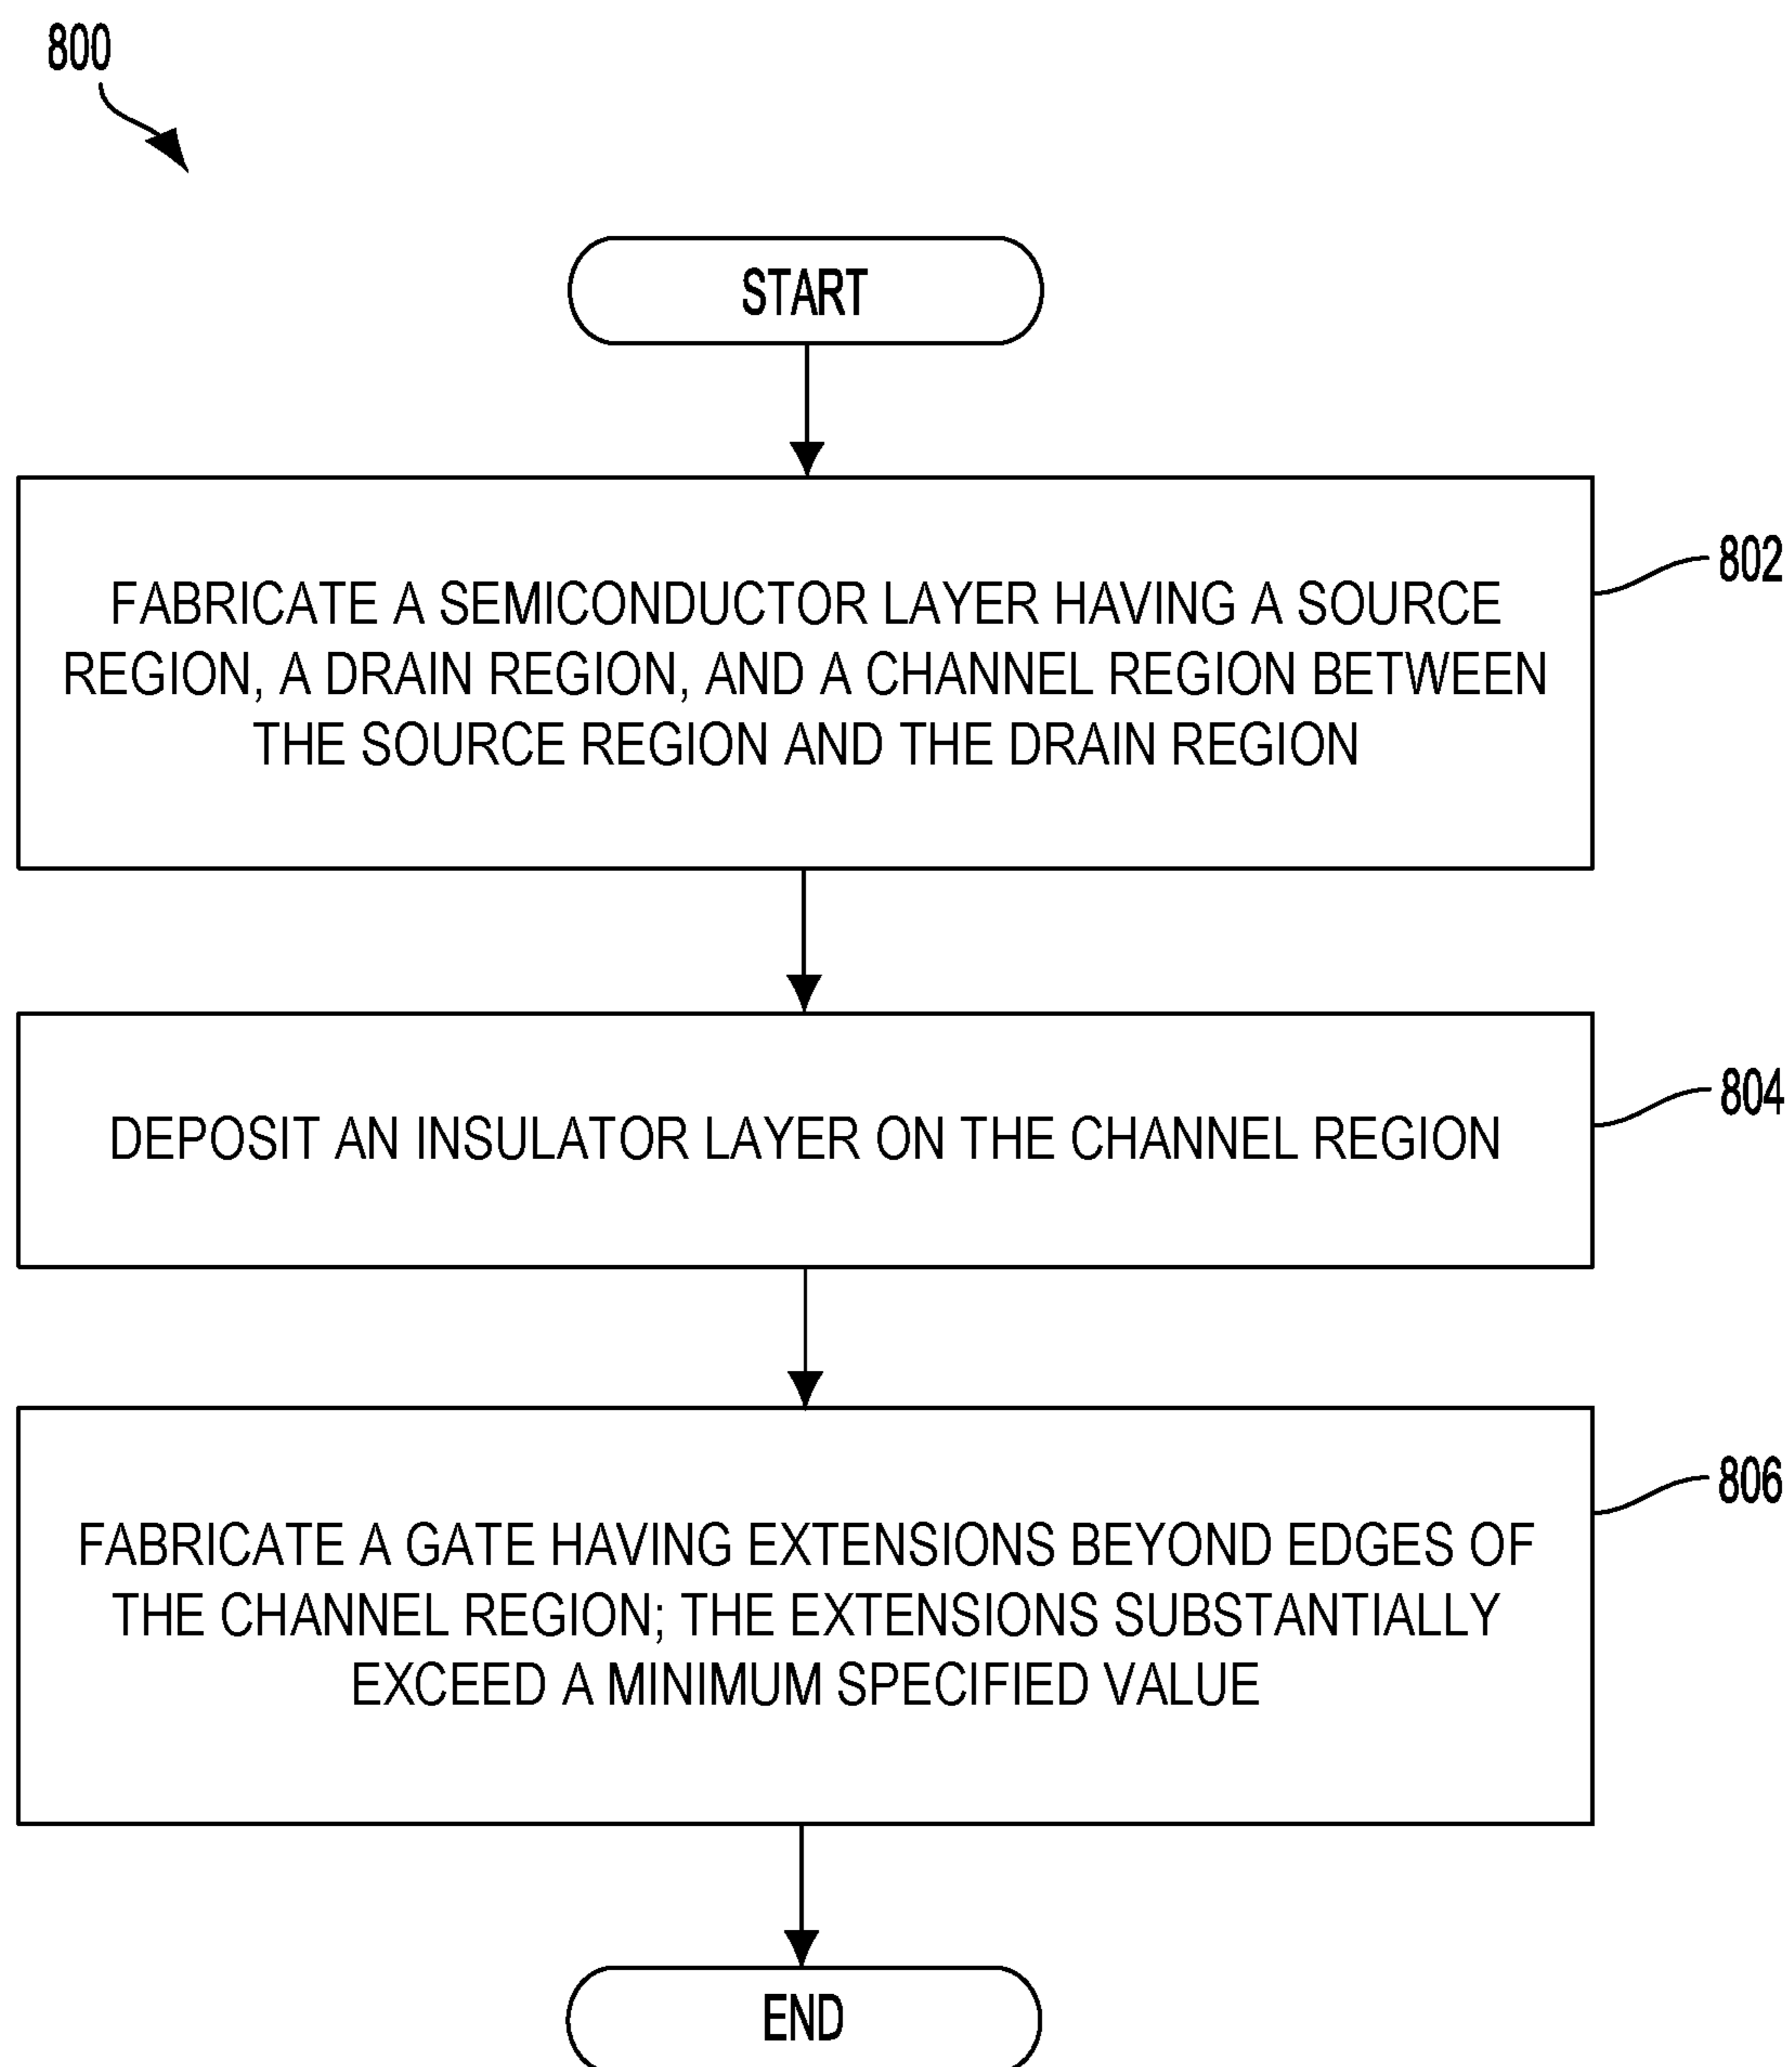 800
START
FABRICATE A SEMICONDUCTOR LAYER HAVING A SOURCE
REGION, A DRAIN REGION, AND A CHANNEL REGION BETWEEN
THE SOURCE REGION AND THE DRAIN REGION
802
DEPOSIT AN INSULATOR LAYER ON THE CHANNEL REGION
804
FABRICATE A GATE HAVING EXTENSIONS BEYOND EDGES OF
THE CHANNEL REGION; THE EXTENSIONS SUBSTANTIALLY
EXCEED A MINIMUM SPECIFIED VALUE
806
END